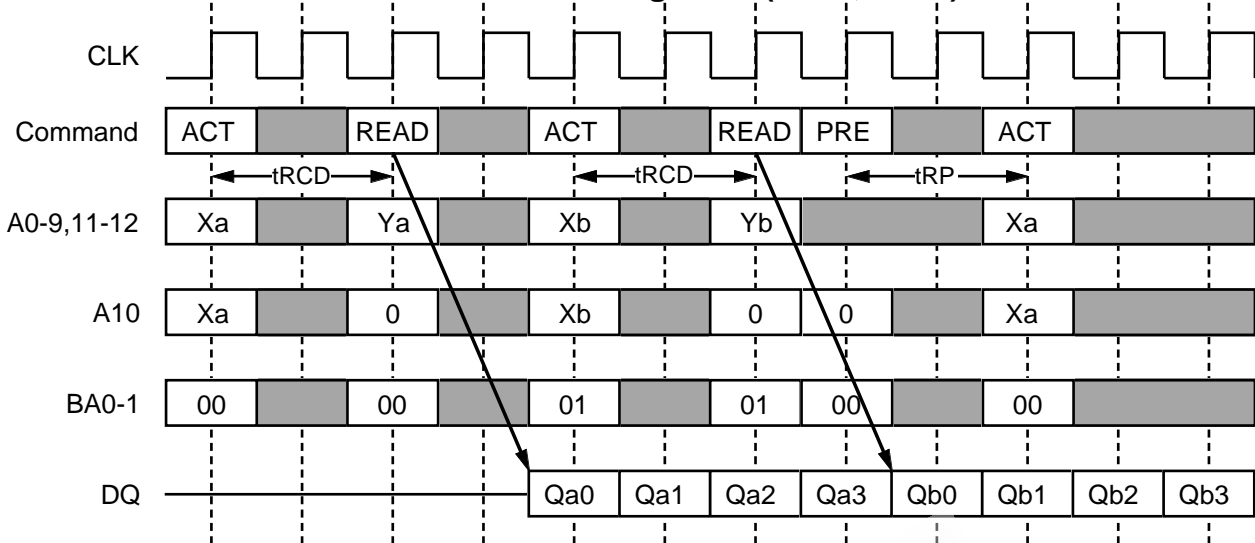 CLK
Command ACT READ ACT READ PRE ACT
tRCD tRCD tRP
A0-9,11-12 Xa Ya Xb Yb Xa
A10 Xa 0 Xb 0 0 Xa
BA0-1 00 00 01 01 00 00
DQ Qa0 Qa1 Qa2 Qa3 Qb0 Qb1 Qb2 Qb3